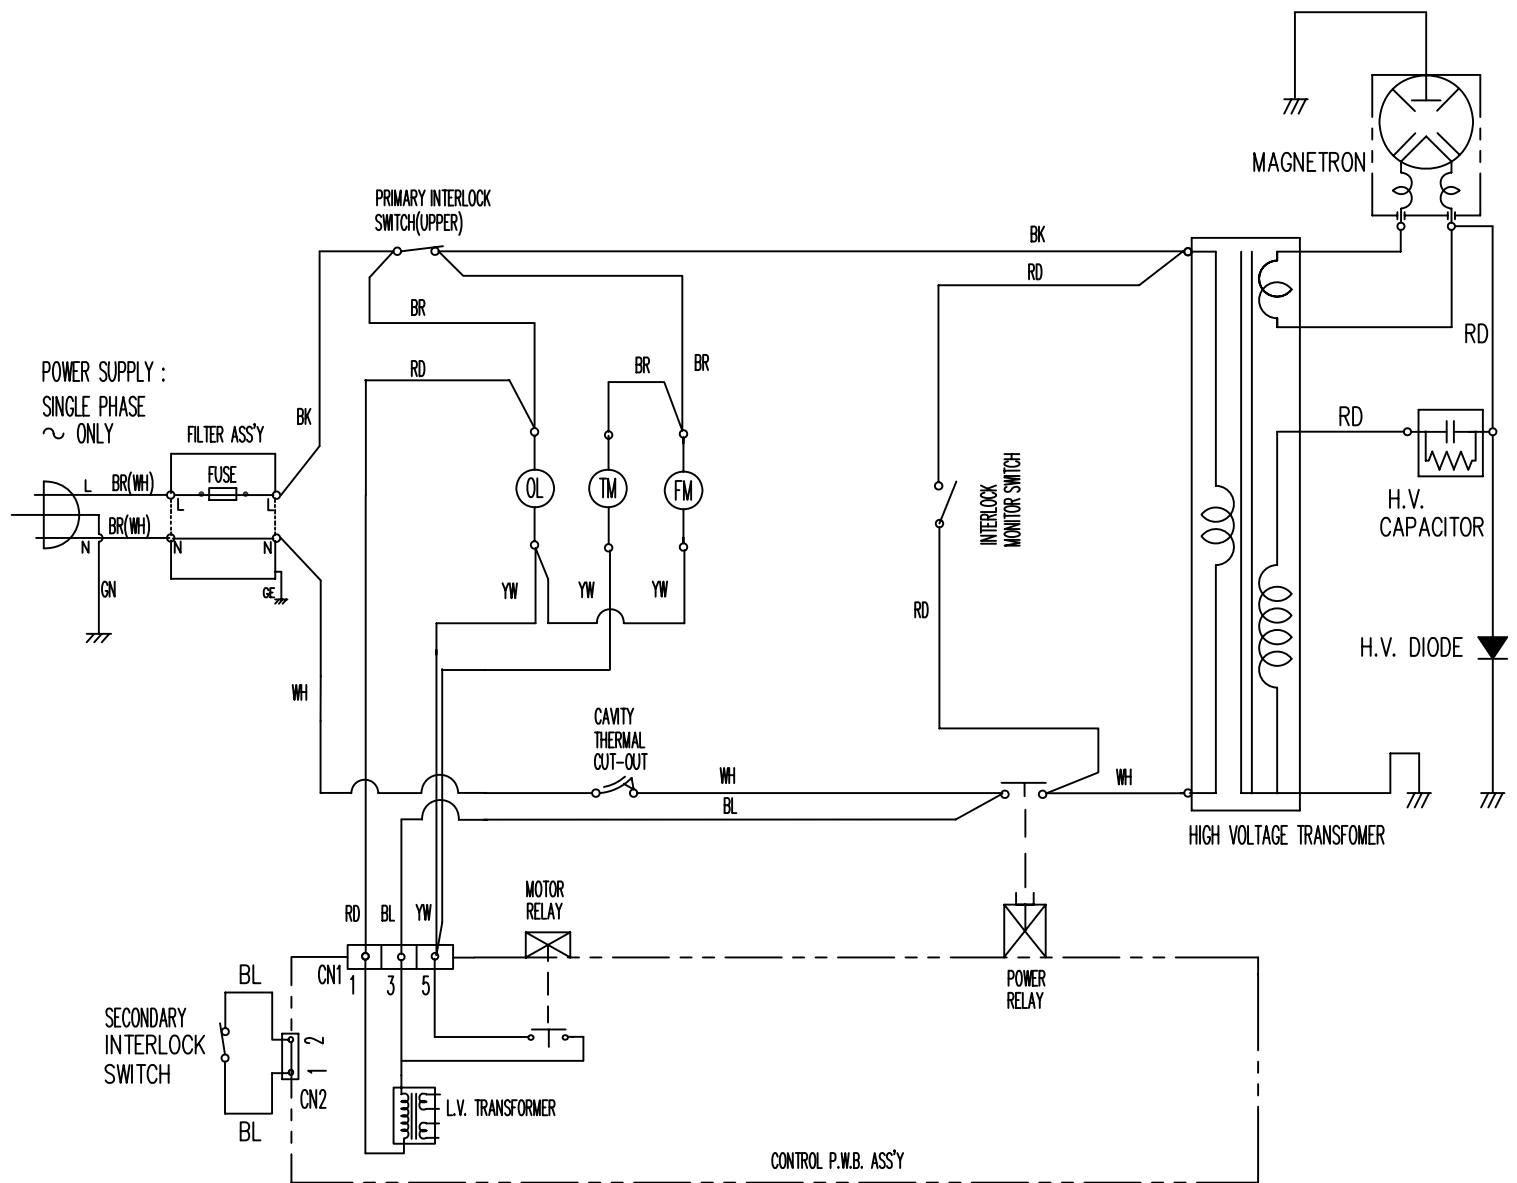 MAGNETRON
PRIMARY INTERLOCK
SWITCH(UPPER)
BK
RD
BR
RD
POWER SUPPLY :
SINGLE PHASE
~ ONLY
RD
BR
BR
BK
RD
FILTER ASS'Y
FUSE
L
BR(WH)
L
L
OL
TM
FM
INTERLOCK
MONITOR SWITCH
H.V.
CAPACITOR
BR(WH)
N
N
N
GN
GE
YW
YW
YW
RD
H.V. DIODE
WH
CAVITY
THERMAL
CUT-OUT
WH
WH
BL
HIGH VOLTAGE TRANSFOMER
RD
BL
YW
MOTOR
RELAY
CN1
1
3
5
POWER
RELAY
BL
SECONDARY
INTERLOCK
SWITCH
2
1
CN2
BL
L.V. TRANSFORMER
CONTROL P.W.B. ASS'Y